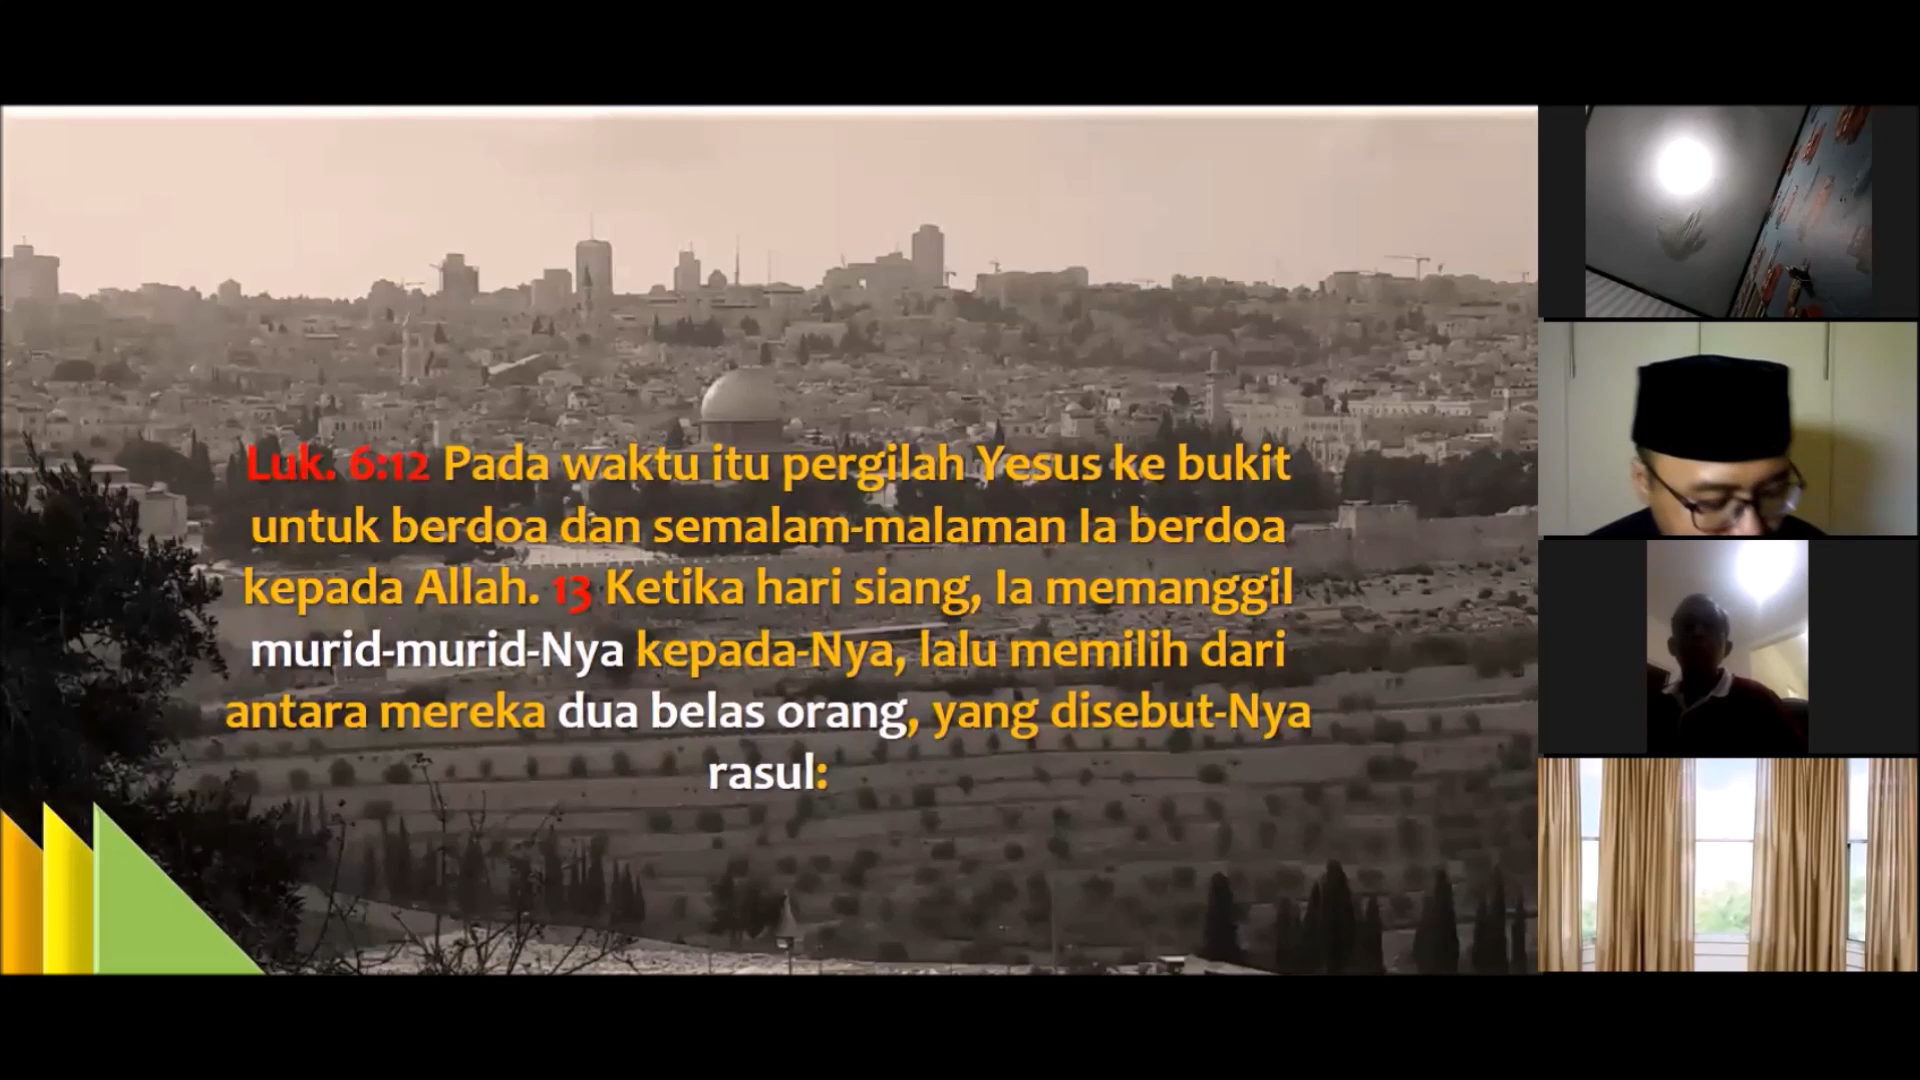 Luk. 6:12 Pada waktu itu pergilah Yesus ke bukit
untuk berdoa dan semalam-malaman Ia berdoa
kepada Allah. 13 Ketika hari siang, Ia memanggil
murid-murid-Nya kepada-Nya, lalu memilih dari
antara mereka dua belas orang, yang disebut-Nya
rasul: